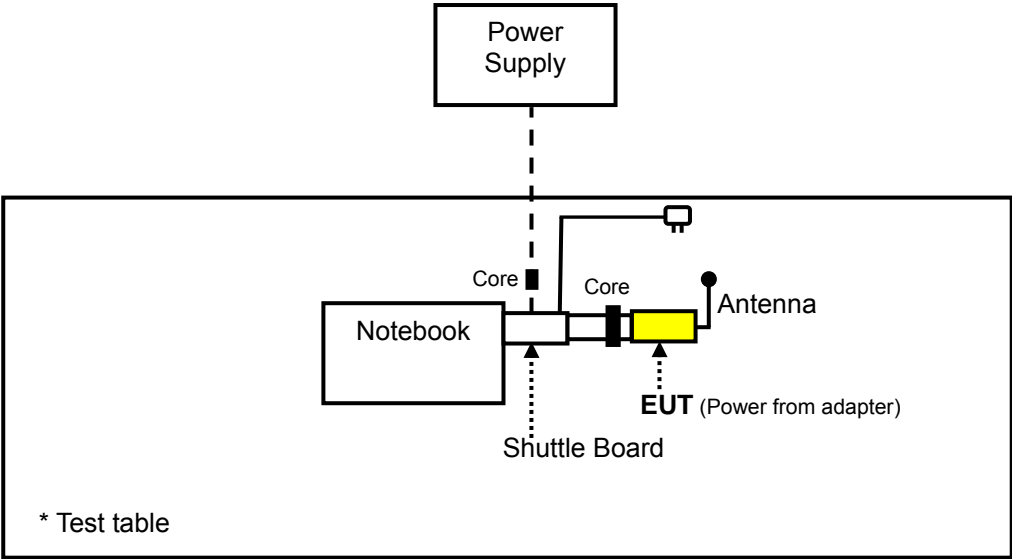 Power
Supply
Core
Core
Antenna
Notebook
EUT (Power from adapter)
Shuttle Board
* Test table